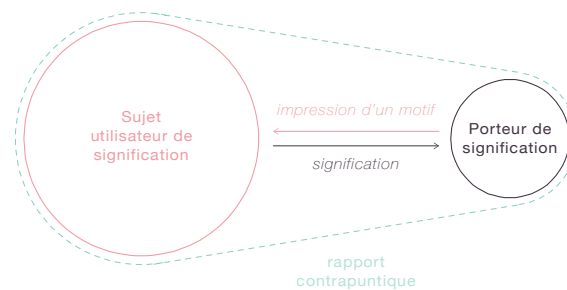 Sujet
utilisateur de
signification
impression d'un motif
signification
Porteur de
signification
rapport
contrapuntique